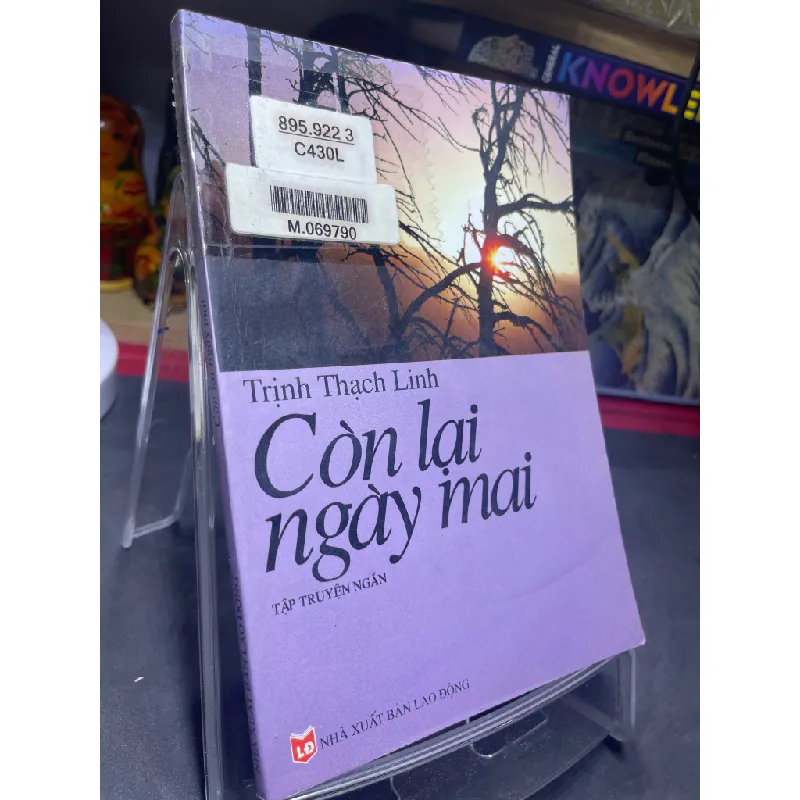 895.922 3
C430L
M.069790
Trịnh Thạch Linh
Còn lại
ngày mai
TẬP TRUYỆN NGẮN
LĐ NHÀ XUẤT BẢN LAO ĐỘNG
KNOWL